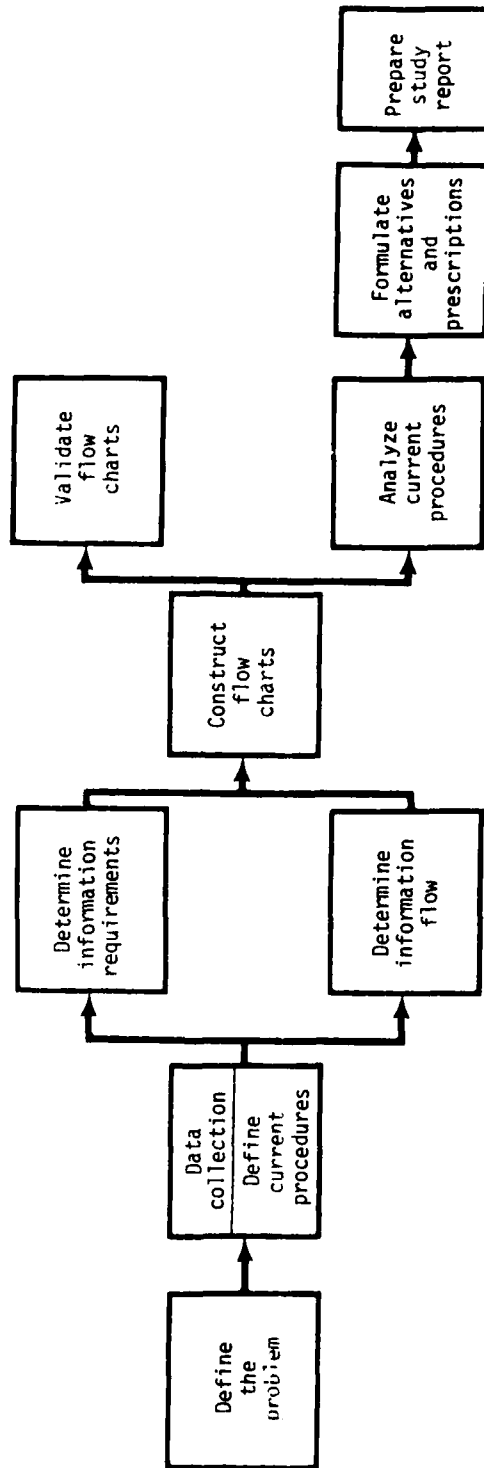 Define
the
problem
Data
collection
Define
current
procedures
Determine
information
requirements
Determine
information
flow
Construct
flow
charts
Validate
flow
charts
Analyze
current
procedures
Formulate
alternatives
and
prescriptions
Prepare
study
report